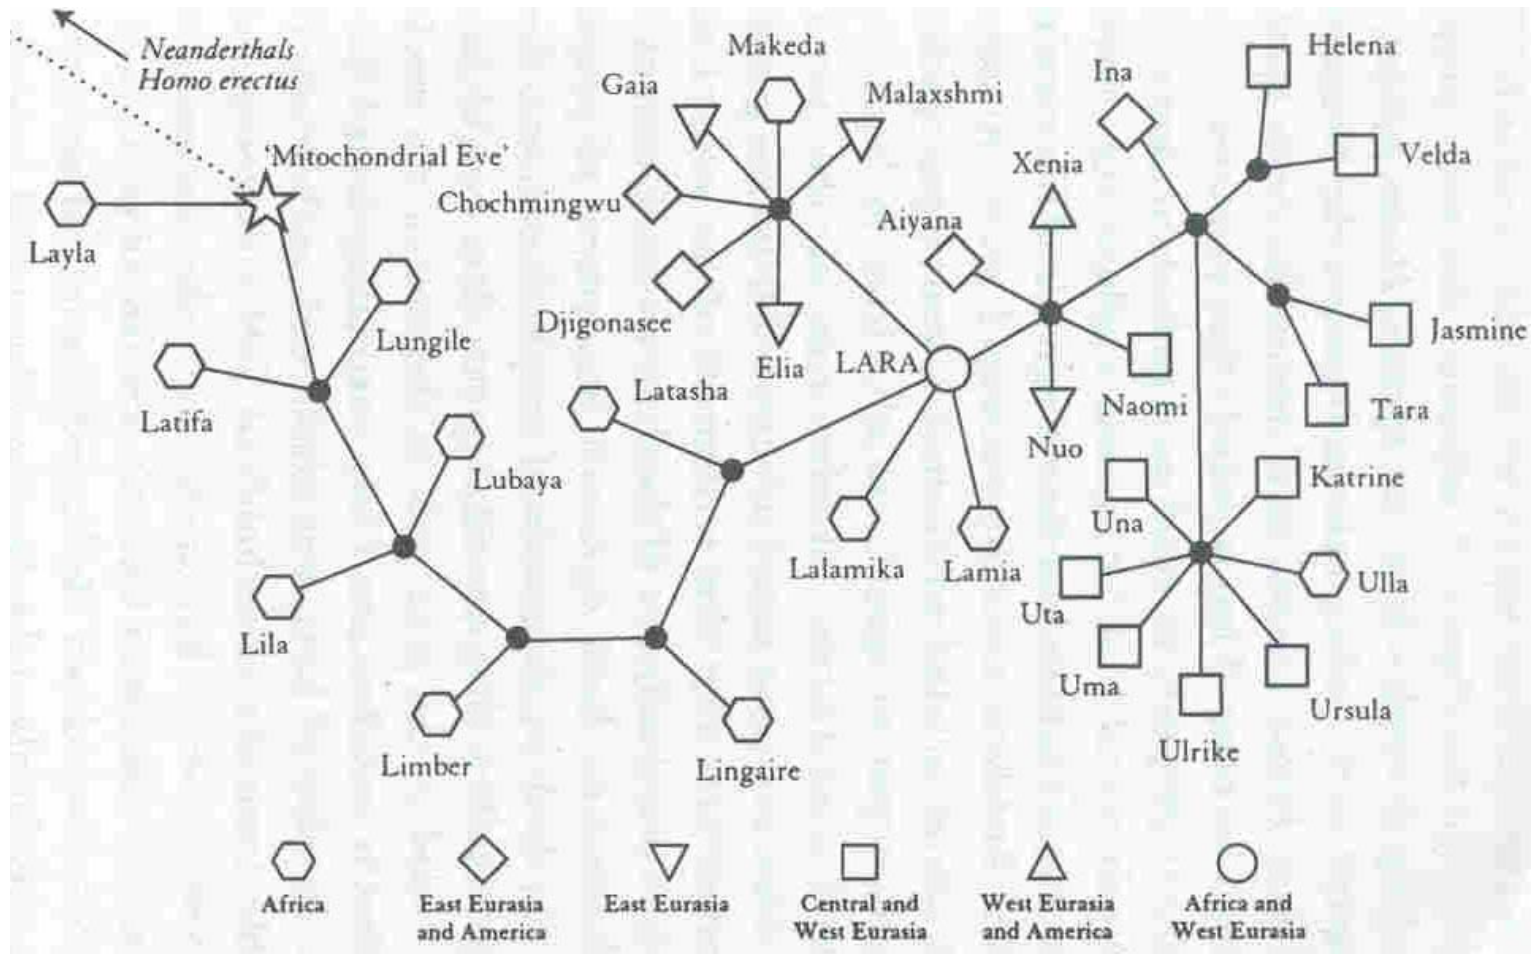 Neanderthals
Homo erectus
'Mitochondrial Eve'
Layla
Lungile
Latifa
Lubaya
Lila
Limber
Lingaire
Latasha
LARA
Lalamika
Lamia
Makeda
Gaia
Malaxshmi
Chochmingwu
Djigonasee
Elia
Aiyana
Xenia
Nuo
Naomi
Ina
Helena
Velda
Jasmine
Tara
Una
Katrine
Uta
Ulla
Uma
Ulrike
Ursula
Africa
East Eurasia
and America
East Eurasia
Central and
West Eurasia
West Eurasia
and America
Africa and
West Eurasia